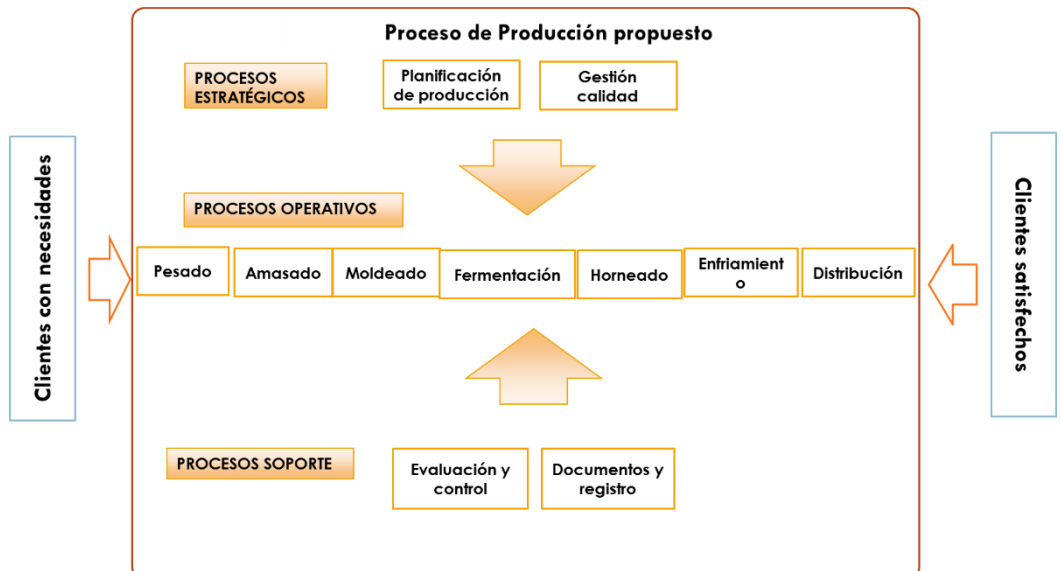 Proceso de Producción propuesto
PROCESOS
ESTRATÉGICOS
Planificación
de producción
Gestión
calidad
Clientes con necesidades
PROCESOS OPERATIVOS
Pesado
Amasado
Moldeado
Fermentación
Horneado
Enfriamient
o
Distribución
Clientes satisfechos
PROCESOS SOPORTE
Evaluación y
control
Documentos y
registro